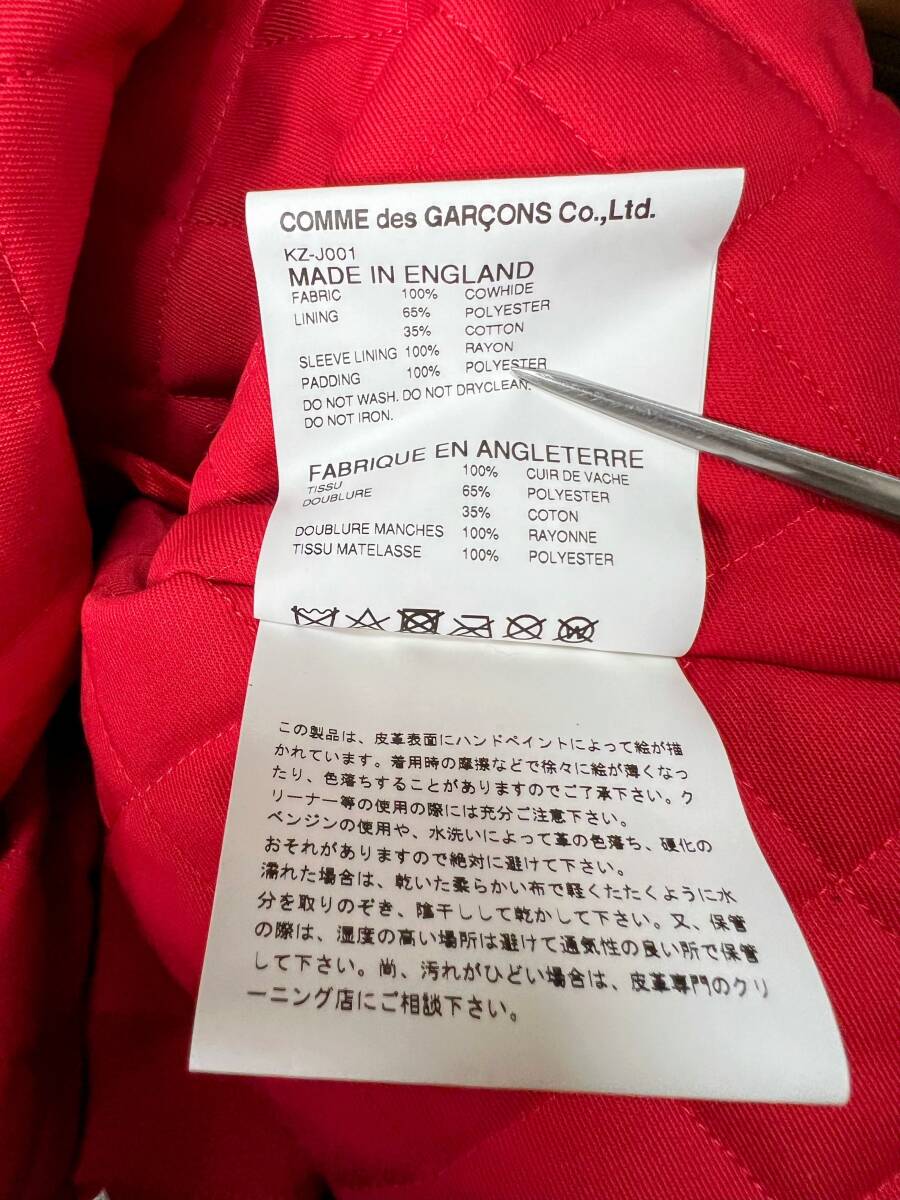 COMME des GARÇONS Co.,Ltd.
KZ-J001
MADE IN ENGLAND
FABRIC 100% COWHIDE
LINING 65% POLYESTER
35% COTTON
SLEEVE LINING 100% RAYON
PADDING 100% POLYESTER
DO NOT WASH. DO NOT DRYCLEAN.
DO NOT IRON.
FABRIQUE EN ANGLETERRE
TISSU 100% CUIR DE VACHE
DOUBLURE 65% POLYESTER
35% COTON
DOUBLURE MANCHES 100% RAYONNE
TISSU MATELASSE 100% POLYESTER
この製品は、皮革表面にハンドペイントによって絵が描
かれています。着用時の摩擦などで徐々に絵が薄くなっ
たり、色落ちすることがありますのでご了承下さい。ク
リーナー等の使用の際には充分ご注意下さい。
ベンジンの使用や、水洗いによって革の色落ち、硬化の
おそれがありますので絶対に避けて下さい。
濡れた場合は、乾いた柔らかい布で軽くたたくように水
分を取りのぞき、陰干しして乾かして下さい。又、保管
の際は、湿度の高い場所は避けて通気性の良い所で保管
して下さい。尚、汚れがひどい場合は、皮革専門のクリ
ーニング店にご相談下さい。